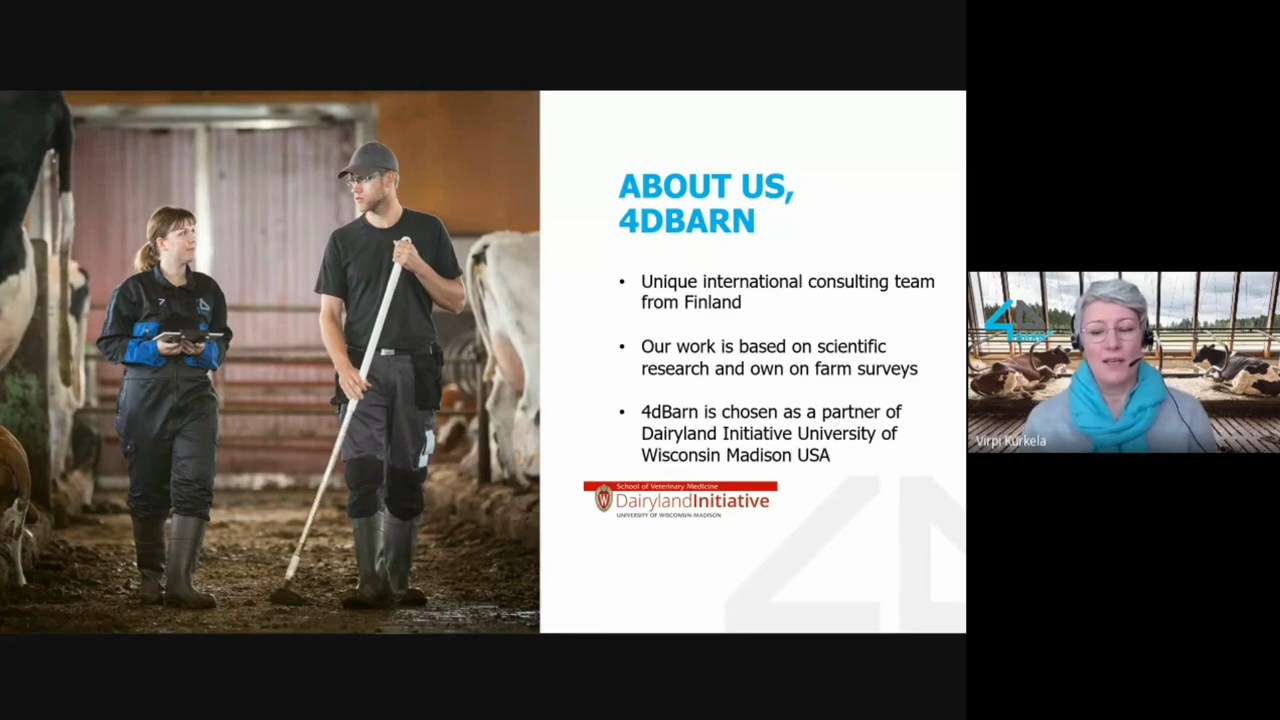 ABOUT US,
4DBARN
• Unique international consulting team
from Finland
• Our work is based on scientific
research and own on farm surveys
• 4dBarn is chosen as a partner of
Dairyland Initiative University of
Wisconsin Madison USA
School of Veterinary Medicine
W DairylandInitiative
UNIVERSITY OF WISCONSIN-MADISON
Virpi Kurkela